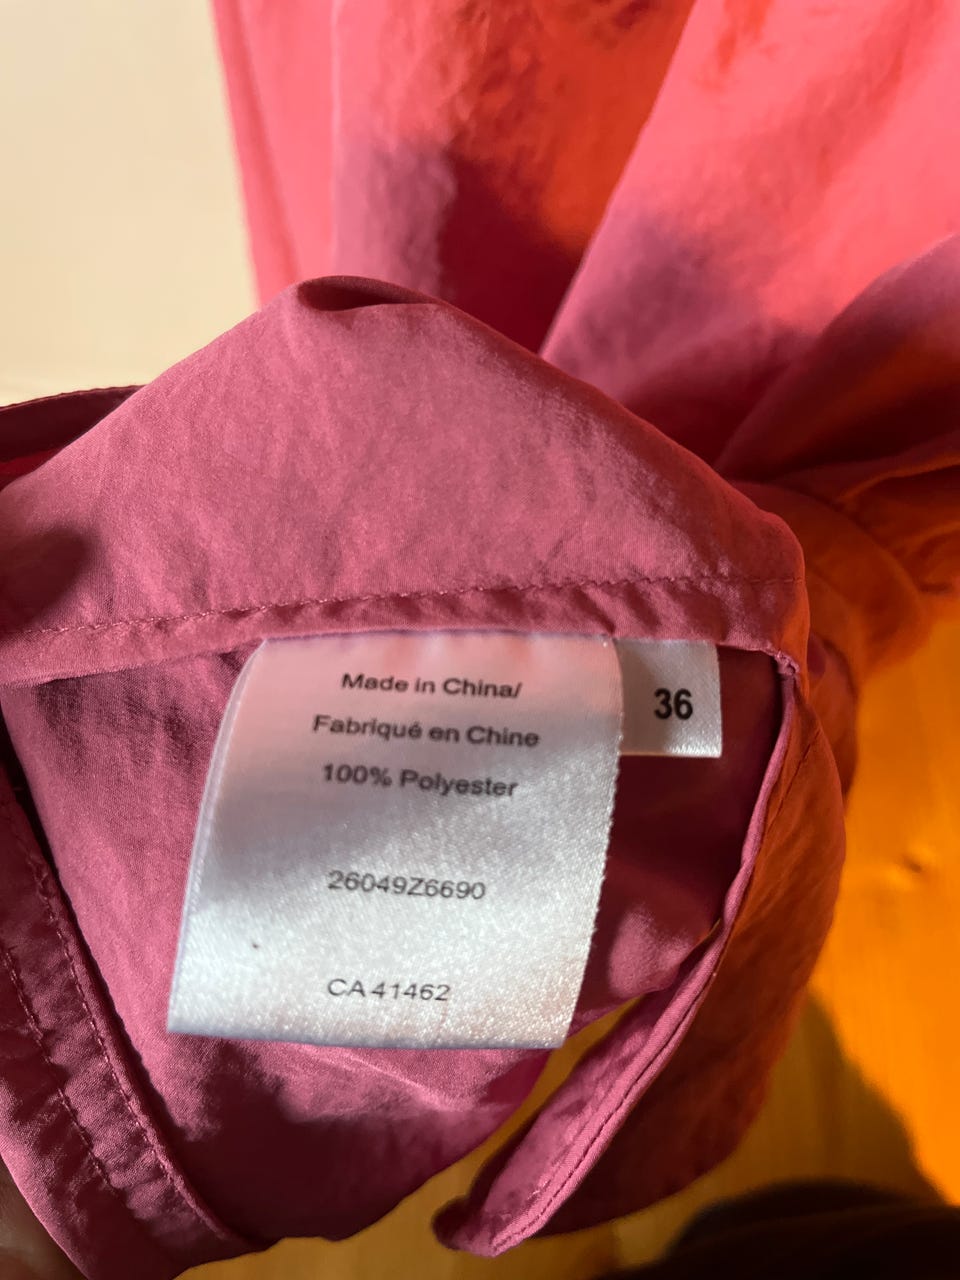 Made in China/
Fabriqué en Chine
100% Polyester
26049Z6690
CA 41462
36